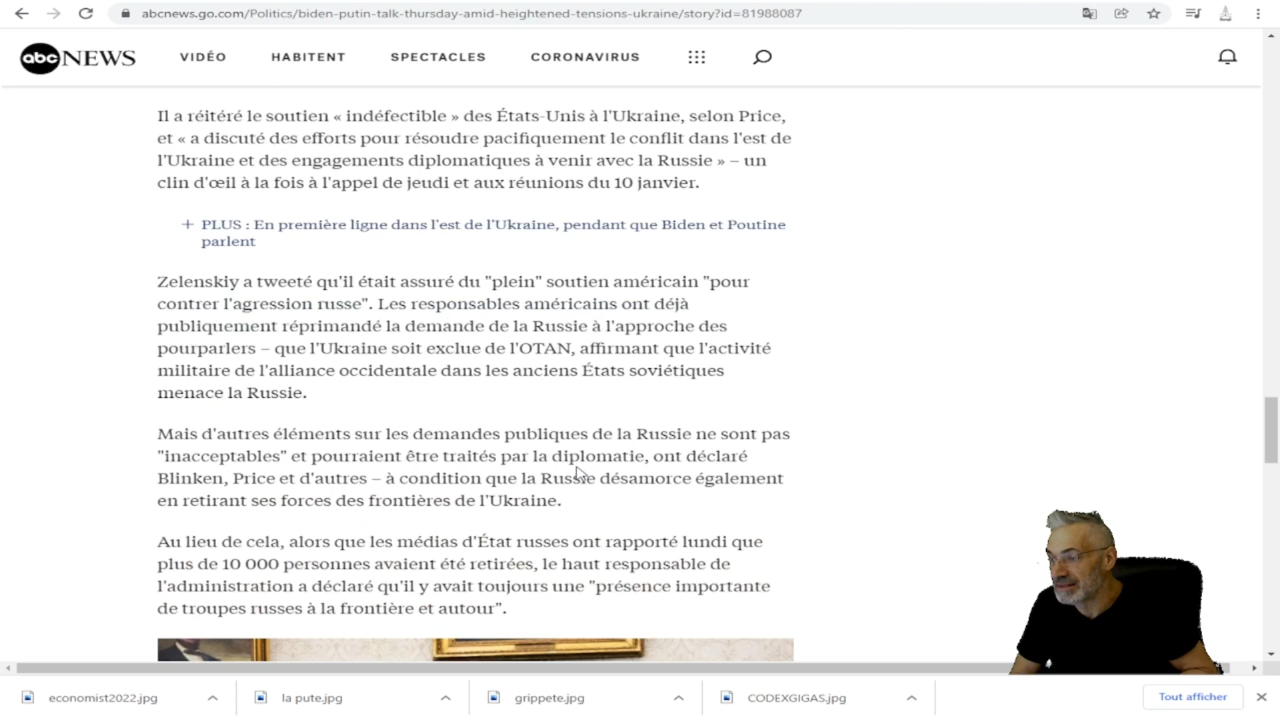 abcnews.go.com/Politics/biden-putin-talk-thursday-amid-heightened-tensions-ukraine/story?id=81988087
abc NEWS VIDÉO HABITENT SPECTACLES CORONAVIRUS
Il a réitéré le soutien « indéfectible » des États-Unis à l'Ukraine, selon Price,
et « a discuté des efforts pour résoudre pacifiquement le conflit dans l'est de
l'Ukraine et des engagements diplomatiques à venir avec la Russie » – un
clin d'œil à la fois à l'appel de jeudi et aux réunions du 10 janvier.
+ PLUS : En première ligne dans l'est de l'Ukraine, pendant que Biden et Poutine
parlent
Zelenskiy a tweeté qu'il était assuré du "plein" soutien américain "pour
contrer l'agression russe". Les responsables américains ont déjà
publiquement réprimandé la demande de la Russie à l'approche des
pourparlers – que l'Ukraine soit exclue de l'OTAN, affirmant que l'activité
militaire de l'alliance occidentale dans les anciens États soviétiques
menace la Russie.
Mais d'autres éléments sur les demandes publiques de la Russie ne sont pas
"inacceptables" et pourraient être traités par la diplomatie, ont déclaré
Blinken, Price et d'autres – à condition que la Russie désamorce également
en retirant ses forces des frontières de l'Ukraine.
Au lieu de cela, alors que les médias d'État russes ont rapporté lundi que
plus de 10 000 personnes avaient été retirées, le haut responsable de
l'administration a déclaré qu'il y avait toujours une "présence importante
de troupes russes à la frontière et autour".
economist2022.jpg la pute.jpg grippete.jpg CODEXGIGAS.jpg Tout afficher